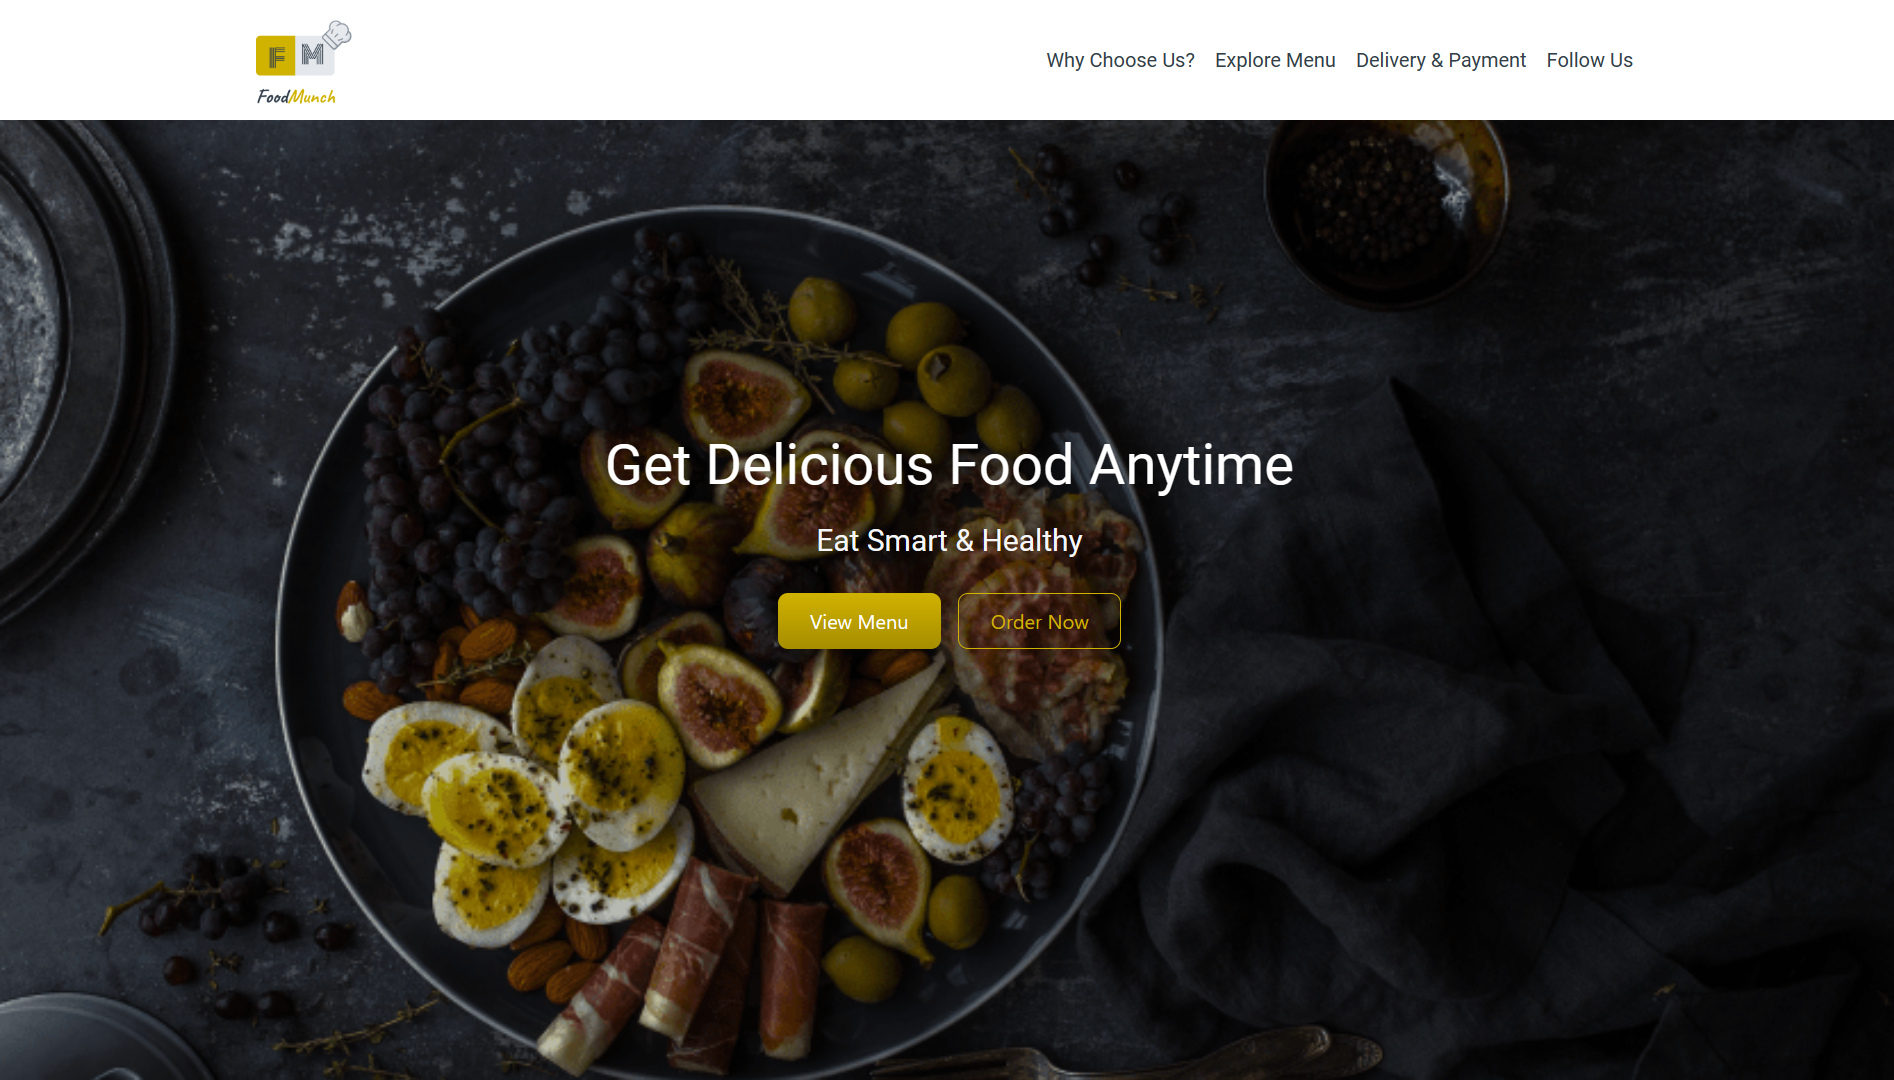 F M
FoodMunch
Why Choose Us? Explore Menu Delivery & Payment Follow Us
Get Delicious Food Anytime
Eat Smart & Healthy
View Menu Order Now